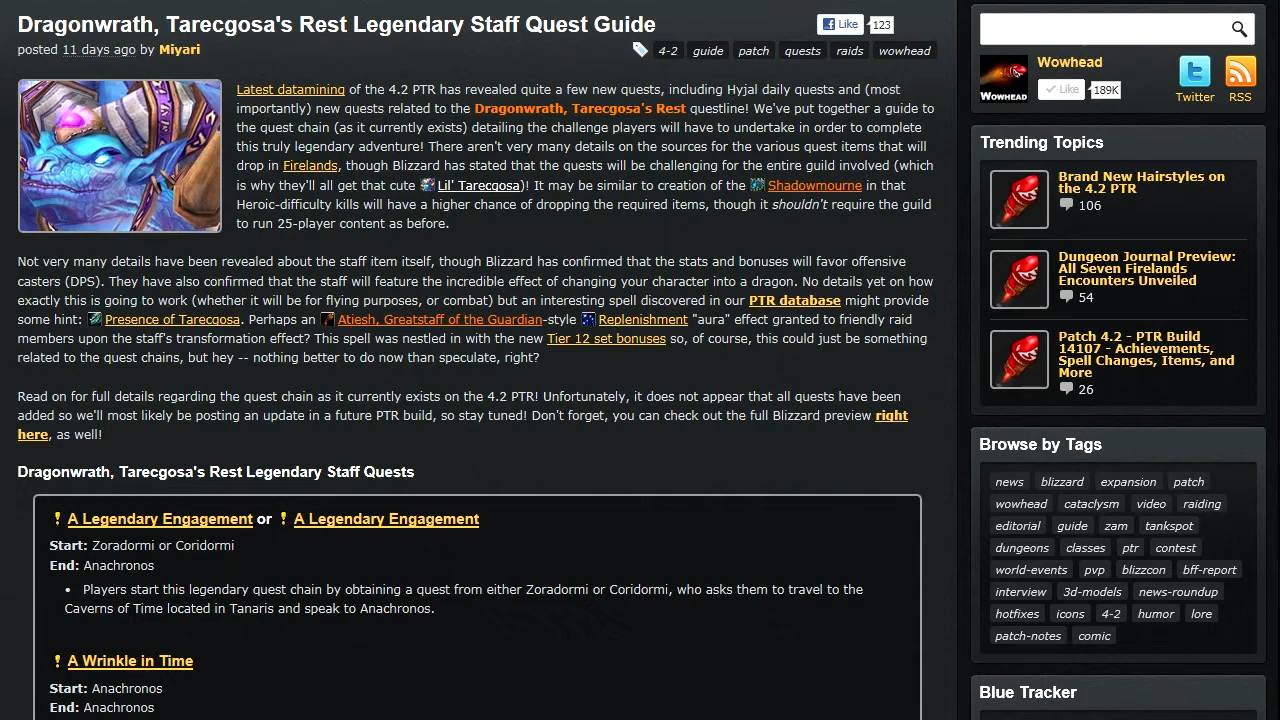 Dragonwrath, Tarecgosa's Rest Legendary Staff Quest Guide
Like 123
posted 11 days ago by Miyari
4-2 guide patch quests raids wowhead
Latest datamining of the 4.2 PTR has revealed quite a few new quests, including Hyjal daily quests and (most
importantly) new quests related to the Dragonwrath, Tarecgosa's Rest questline! We've put together a guide to
the quest chain (as it currently exists) detailing the challenge players will have to undertake in order to complete
this truly legendary adventure! There aren't very many details on the sources for the various quest items that will
drop in Firelands, though Blizzard has stated that the quests will be challenging for the entire guild involved (which
is why they'll all get that cute Lil' Tarecgosa)! It may be similar to creation of the Shadowmourne in that
Heroic-difficulty kills will have a higher chance of dropping the required items, though it shouldn't require the guild
to run 25-player content as before.
Not very many details have been revealed about the staff item itself, though Blizzard has confirmed that the stats and bonuses will favor offensive
casters (DPS). They have also confirmed that the staff will feature the incredible effect of changing your character into a dragon. No details yet on how
exactly this is going to work (whether it will be for flying purposes, or combat) but an interesting spell discovered in our PTR database might provide
some hint: Presence of Tarecgosa. Perhaps an Atiesh, Greatstaff of the Guardian-style Replenishment "aura" effect granted to friendly raid
members upon the staff's transformation effect? This spell was nestled in with the new Tier 12 set bonuses so, of course, this could just be something
related to the quest chains, but hey -- nothing better to do now than speculate, right?
Read on for full details regarding the quest chain as it currently exists on the 4.2 PTR! Unfortunately, it does not appear that all quests have been
added so we'll most likely be posting an update in a future PTR build, so stay tuned! Don't forget, you can check out the full Blizzard preview right
here, as well!
Dragonwrath, Tarecgosa's Rest Legendary Staff Quests
! A Legendary Engagement or ! A Legendary Engagement
Start: Zoradormi or Coridormi
End: Anachronos
• Players start this legendary quest chain by obtaining a quest from either Zoradormi or Coridormi, who asks them to travel to the
Caverns of Time located in Tanaris and speak to Anachronos.
! A Wrinkle in Time
Start: Anachronos
End: Anachronos
WOWHEAD
Wowhead
Like 189K
Twitter RSS
Trending Topics
Brand New Hairstyles on
the 4.2 PTR
106
Dungeon Journal Preview:
All Seven Firelands
Encounters Unveiled
54
Patch 4.2 - PTR Build
14107 - Achievements,
Spell Changes, Items, and
More
26
Browse by Tags
news blizzard expansion patch
wowhead cataclysm video raiding
editorial guide zam tankspot
dungeons classes ptr contest
world-events pvp blizzcon bff-report
interview 3d-models news-roundup
hotfixes icons 4-2 humor lore
patch-notes comic
Blue Tracker